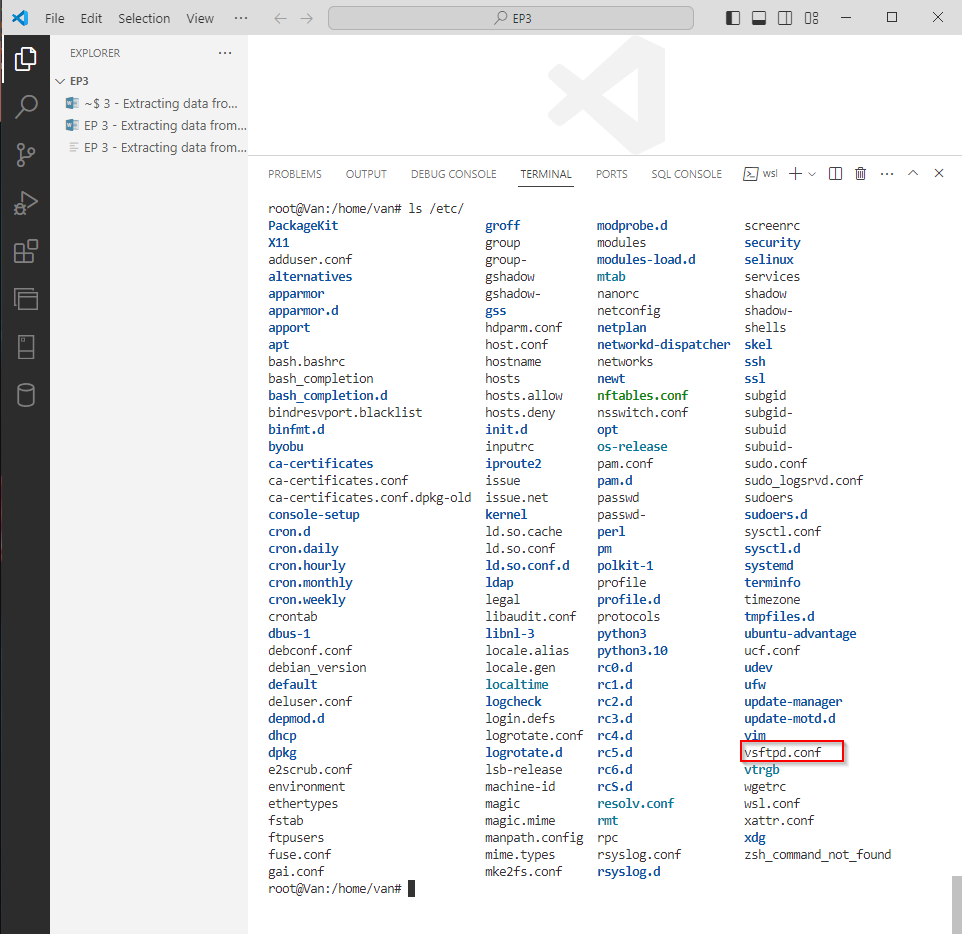 File Edit Selection View ··· EP3
EXPLORER ···
EP3
~$ 3 - Extracting data fro...
EP 3 - Extracting data from...
EP 3 - Extracting data from...
PROBLEMS OUTPUT DEBUG CONSOLE TERMINAL PORTS SQL CONSOLE wsl
root@Van:/home/van# ls /etc/
PackageKit groff modprobe.d screenrc
X11 group modules security
adduser.conf group- modules-load.d selinux
alternatives gshadow mtab services
apparmor gshadow- nanorc shadow
apparmor.d gss netconfig shadow-
apport hdparm.conf netplan shells
apt host.conf networkd-dispatcher skel
bash.bashrc hostname networks ssh
bash_completion hosts newt ssl
bash_completion.d hosts.allow nftables.conf subgid
bindresvport.blacklist hosts.deny nsswitch.conf subgid-
binfmt.d init.d opt subuid
byobu inputrc os-release subuid-
ca-certificates iproute2 pam.conf sudo.conf
ca-certificates.conf issue pam.d sudo_logsrvd.conf
ca-certificates.conf.dpkg-old issue.net passwd sudoers
console-setup kernel passwd- sudoers.d
cron.d ld.so.cache perl sysctl.conf
cron.daily ld.so.conf pm sysctl.d
cron.hourly ld.so.conf.d polkit-1 systemd
cron.monthly ldap profile terminfo
cron.weekly legal profile.d timezone
crontab libaudit.conf protocols tmpfiles.d
dbus-1 libnl-3 python3 ubuntu-advantage
debconf.conf locale.alias python3.10 ucf.conf
debian_version locale.gen rc0.d udev
default localtime rc1.d ufw
deluser.conf logcheck rc2.d update-manager
depmod.d login.defs rc3.d update-motd.d
dhcp logrotate.conf rc4.d vim
dpkg logrotate.d rc5.d vsftpd.conf
e2scrub.conf lsb-release rc6.d vtrgb
environment machine-id rcS.d wgetrc
ethertypes magic resolv.conf wsl.conf
fstab magic.mime rmt xattr.conf
ftpusers manpath.config rpc xdg
fuse.conf mime.types rsyslog.conf zsh_command_not_found
gai.conf mke2fs.conf rsyslog.d
root@Van:/home/van#